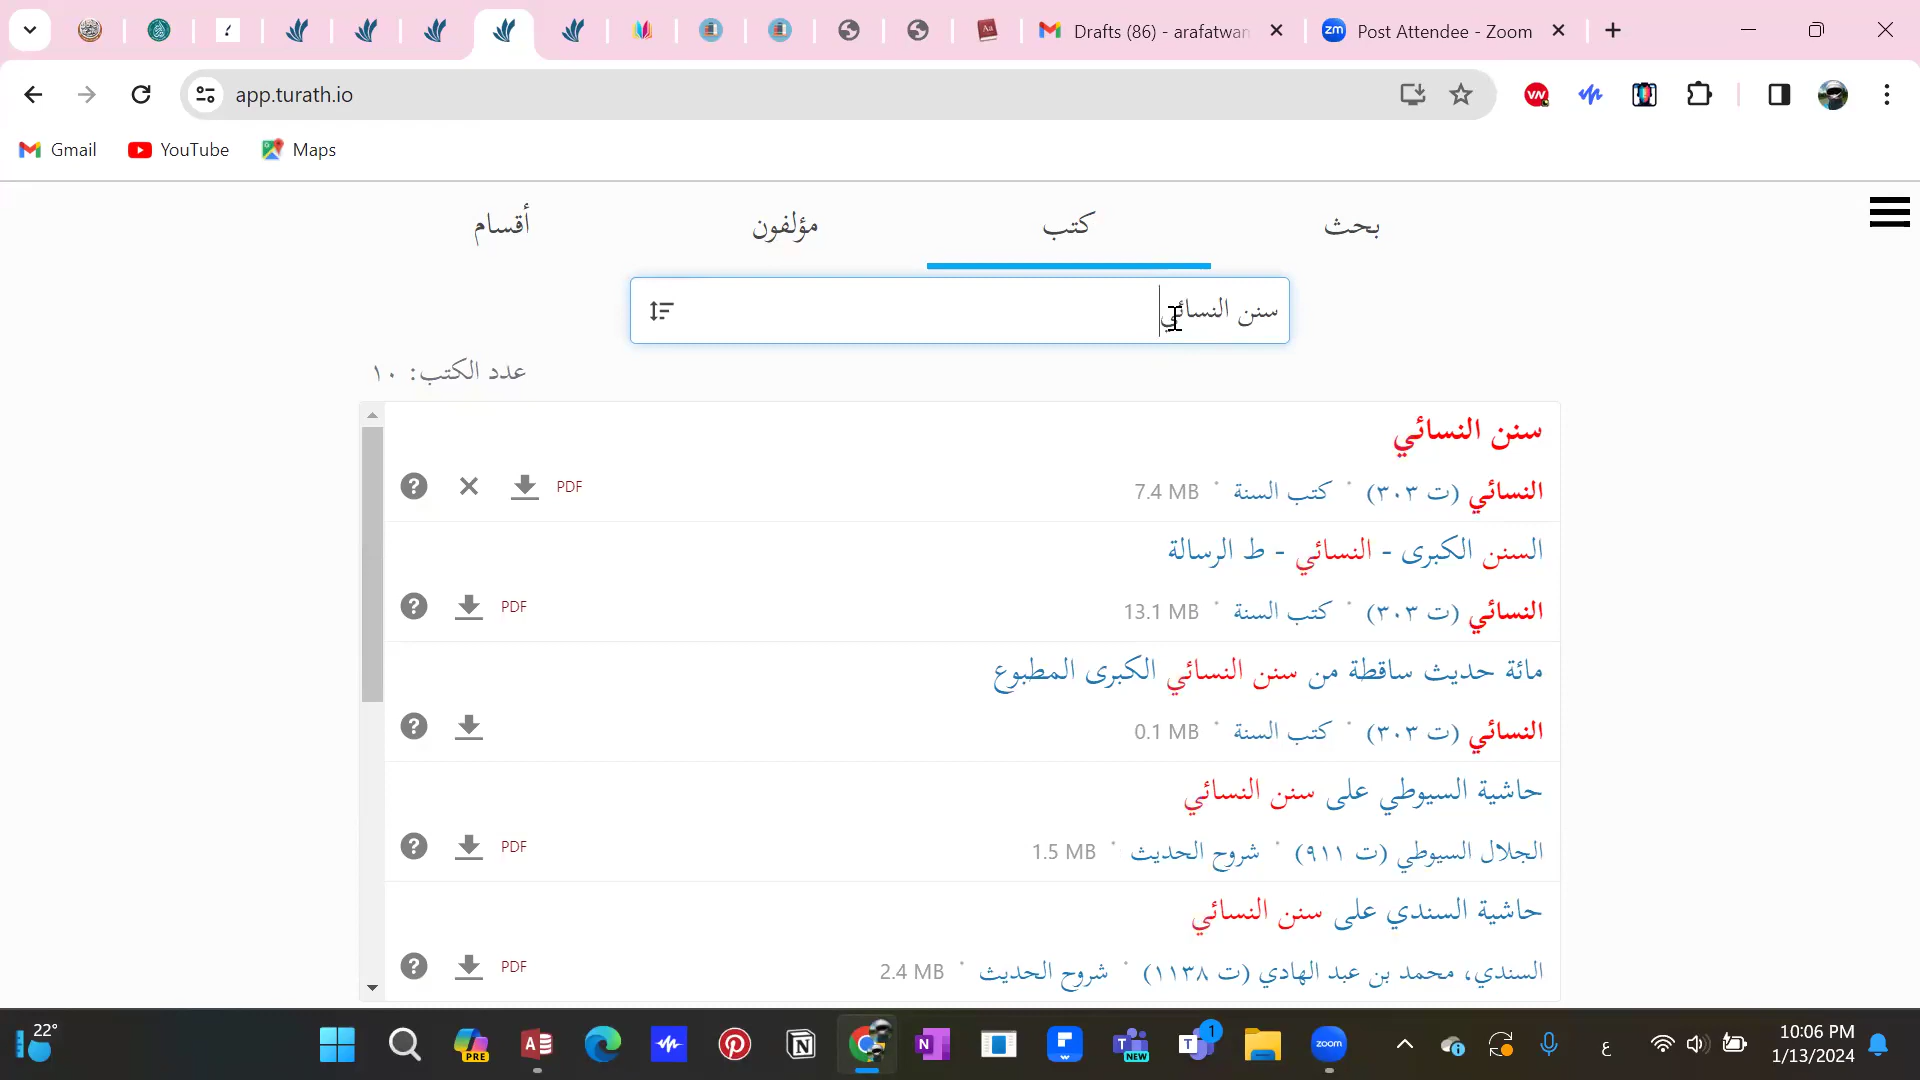 Drafts (86) - arafatwan
Post Attendee - Zoom
app.turath.io
Gmail
YouTube
Maps
بحث
كتب
مؤلفون
أقسام
سنن النسائي
عدد الكتب: ١٠
سنن النسائي
النسائي (ت ٣٠٣) • كتب السنة • 7.4 MB
PDF
السنن الكبرى - النسائي - ط الرسالة
النسائي (ت ٣٠٣) • كتب السنة • 13.1 MB
PDF
مائة حديث ساقطة من سنن النسائي الكبرى المطبوع
النسائي (ت ٣٠٣) • كتب السنة • 0.1 MB
حاشية السيوطي على سنن النسائي
الجلال السيوطي (ت ٩١١) • شروح الحديث • 1.5 MB
PDF
حاشية السندي على سنن النسائي
السندي، محمد بن عبد الهادي (ت ١١٣٨) • شروح الحديث • 2.4 MB
PDF
22°
PRE
NEW
1
zoom
ع
10:06 PM
1/13/2024